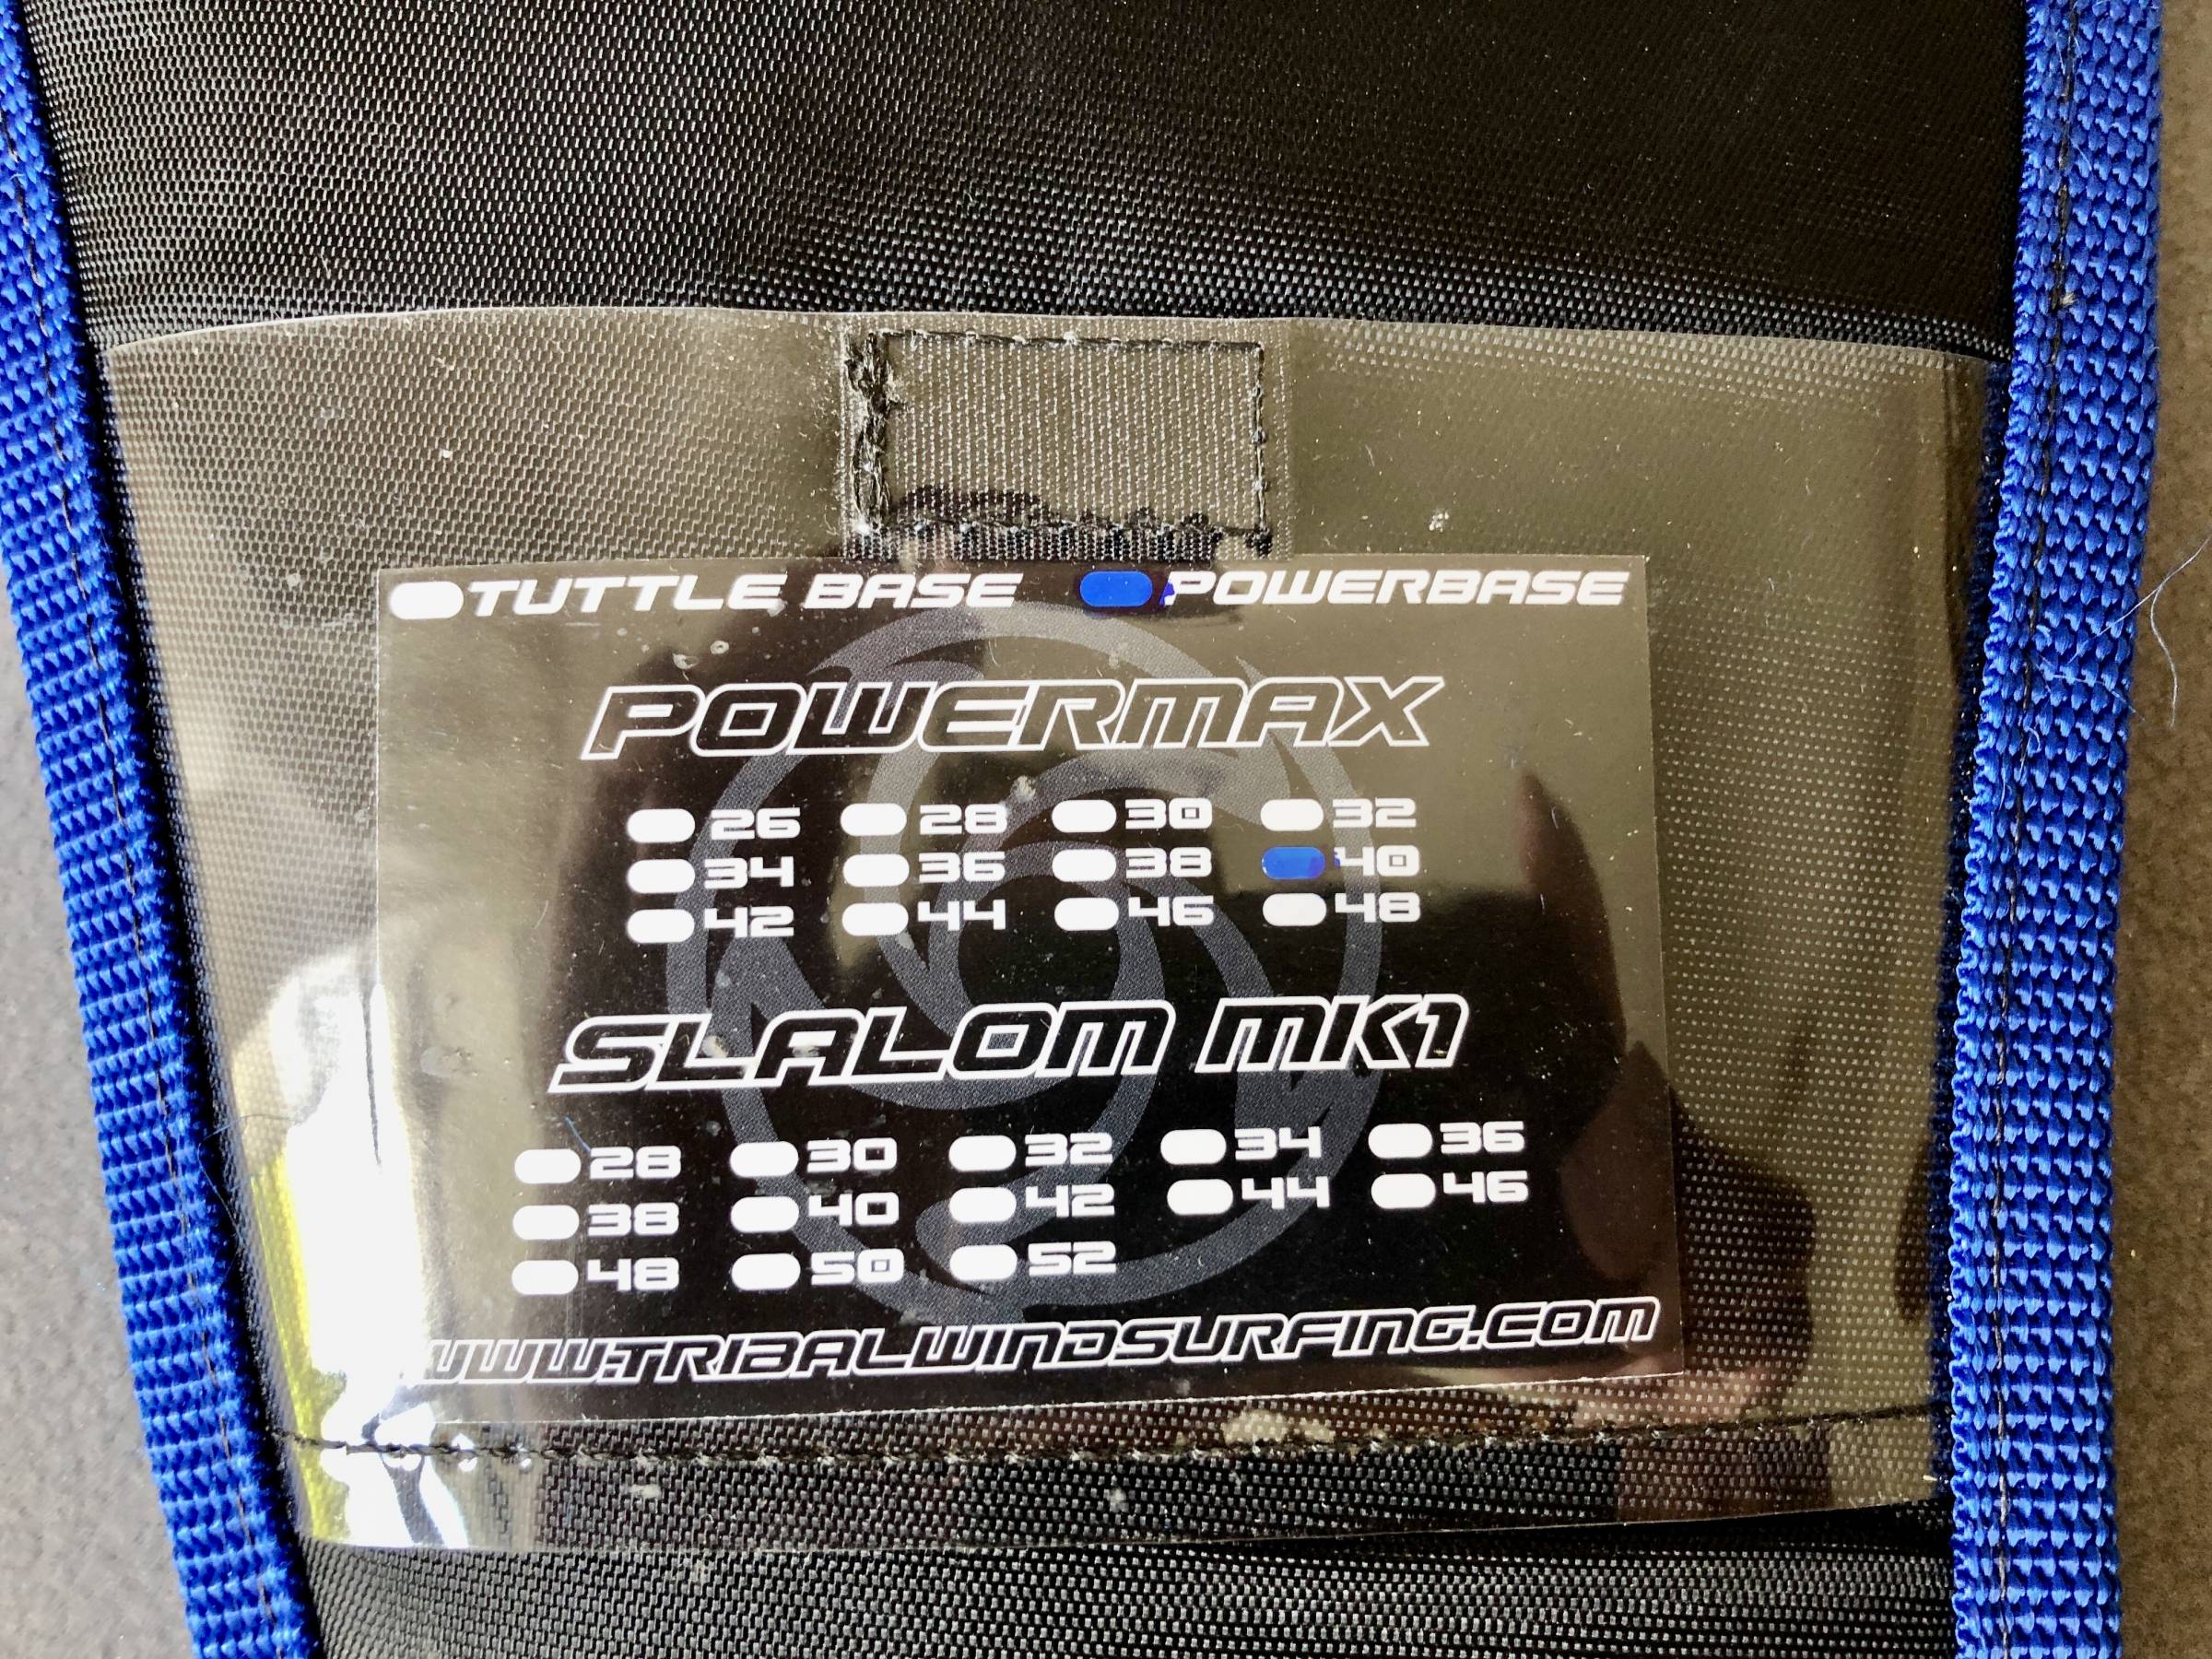 TUTTLE BASE POWERBASE
POWERMAX
26 28 30 32
34 36 38 40
42 44 46 48
SLALOM MK1
28 30 32 34 36
38 40 42 44 46
48 50 52
WWW.TRIBALWINDSURFING.COM